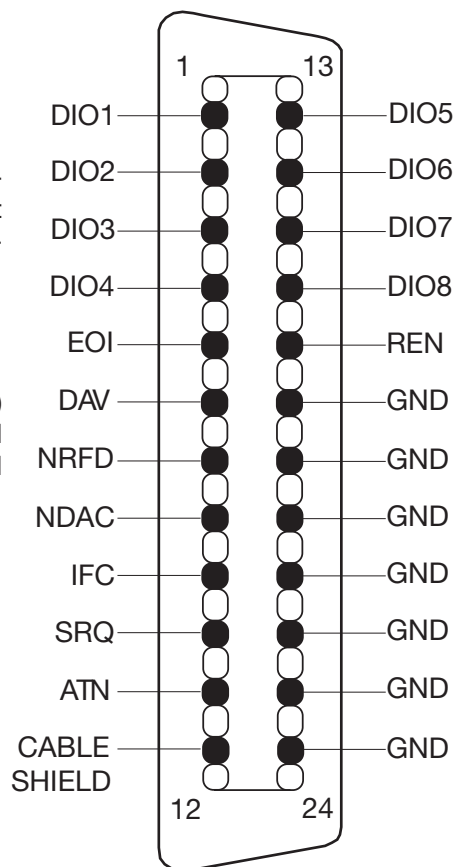 1 13
DIO1 DIO5
DIO2 DIO6
DIO3 DIO7
DIO4 DIO8
EOI REN
DAV GND
NRFD GND
NDAC GND
IFC GND
SRQ GND
ATN GND
CABLE GND
SHIELD
12 24